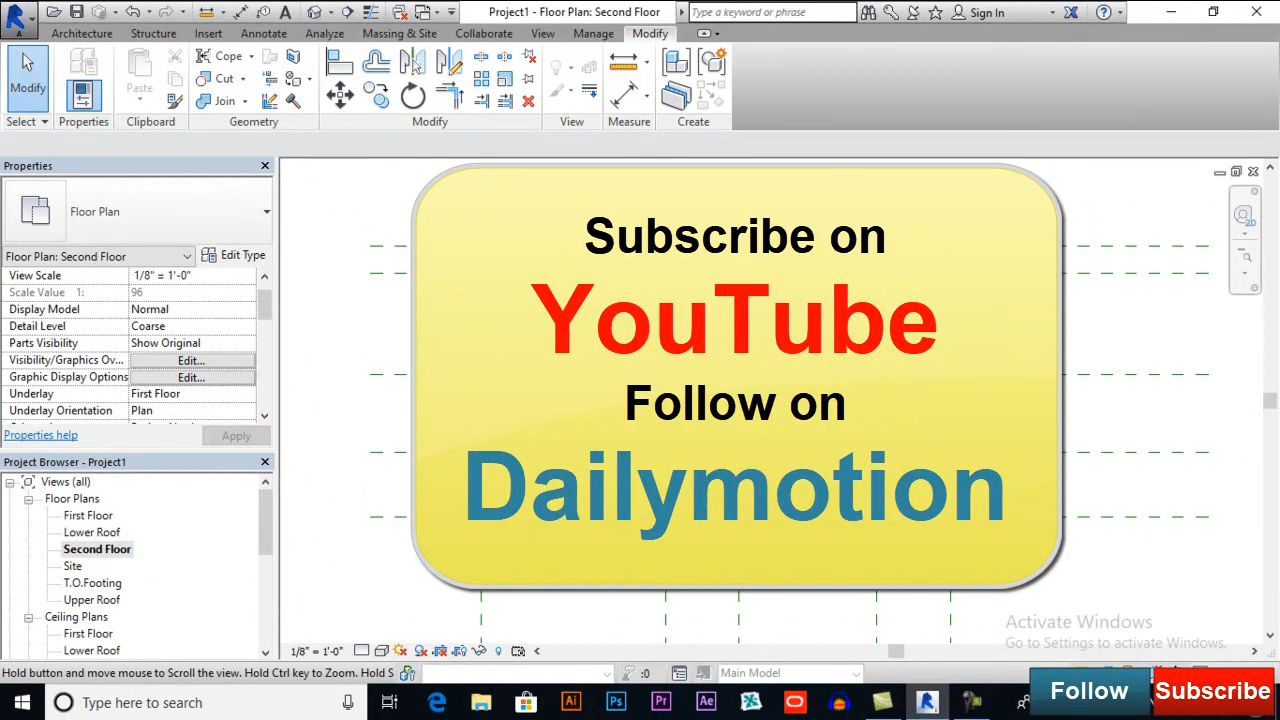 Project1 - Floor Plan: Second Floor
Type a keyword or phrase
Sign In
Architecture
Structure
Insert
Annotate
Analyze
Massing & Site
Collaborate
View
Manage
Modify
Modify
Cope
Cut
Join
Paste
Select
Properties
Clipboard
Geometry
Modify
View
Measure
Create
Properties
Floor Plan
Floor Plan: Second Floor
Edit Type
View Scale 1/8" = 1'-0"
Scale Value 1: 96
Display Model Normal
Detail Level Coarse
Parts Visibility Show Original
Visibility/Graphics Ov... Edit...
Graphic Display Options Edit...
Underlay First Floor
Underlay Orientation Plan
Properties help
Apply
Project Browser - Project1
Views (all)
Floor Plans
First Floor
Lower Roof
Second Floor
Site
T.O.Footing
Upper Roof
Ceiling Plans
First Floor
Lower Roof
Subscribe on
YouTube
Follow on
Dailymotion
2D
Activate Windows
Go to Settings to activate Windows.
1/8" = 1'-0"
Hold button and move mouse to Scroll the view. Hold Ctrl key to Zoom. Hold S
:0
Main Model
Type here to search
Ai
Ps
Pr
Ae
Follow
Subscribe